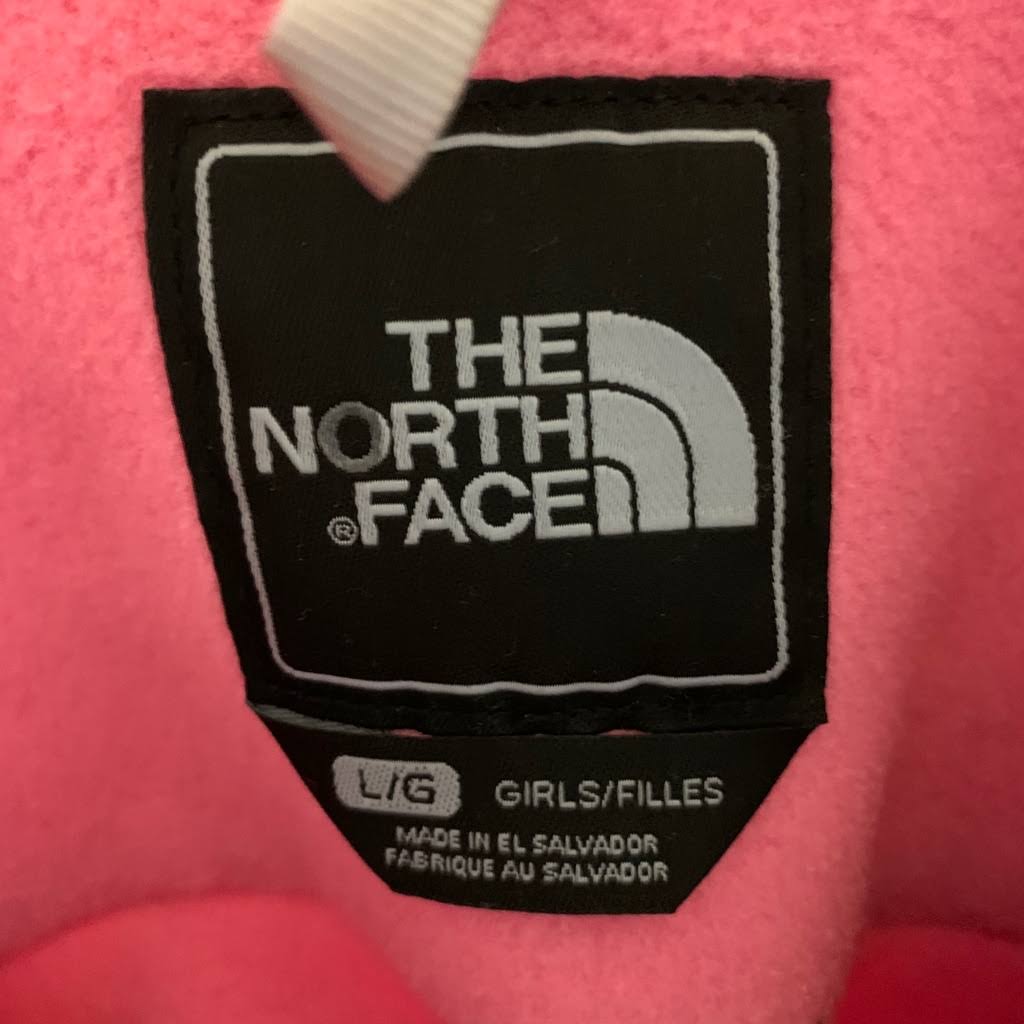 THE
NORTH
®FACE
L/G GIRLS/FILLES
MADE IN EL SALVADOR
FABRIQUE AU SALVADOR